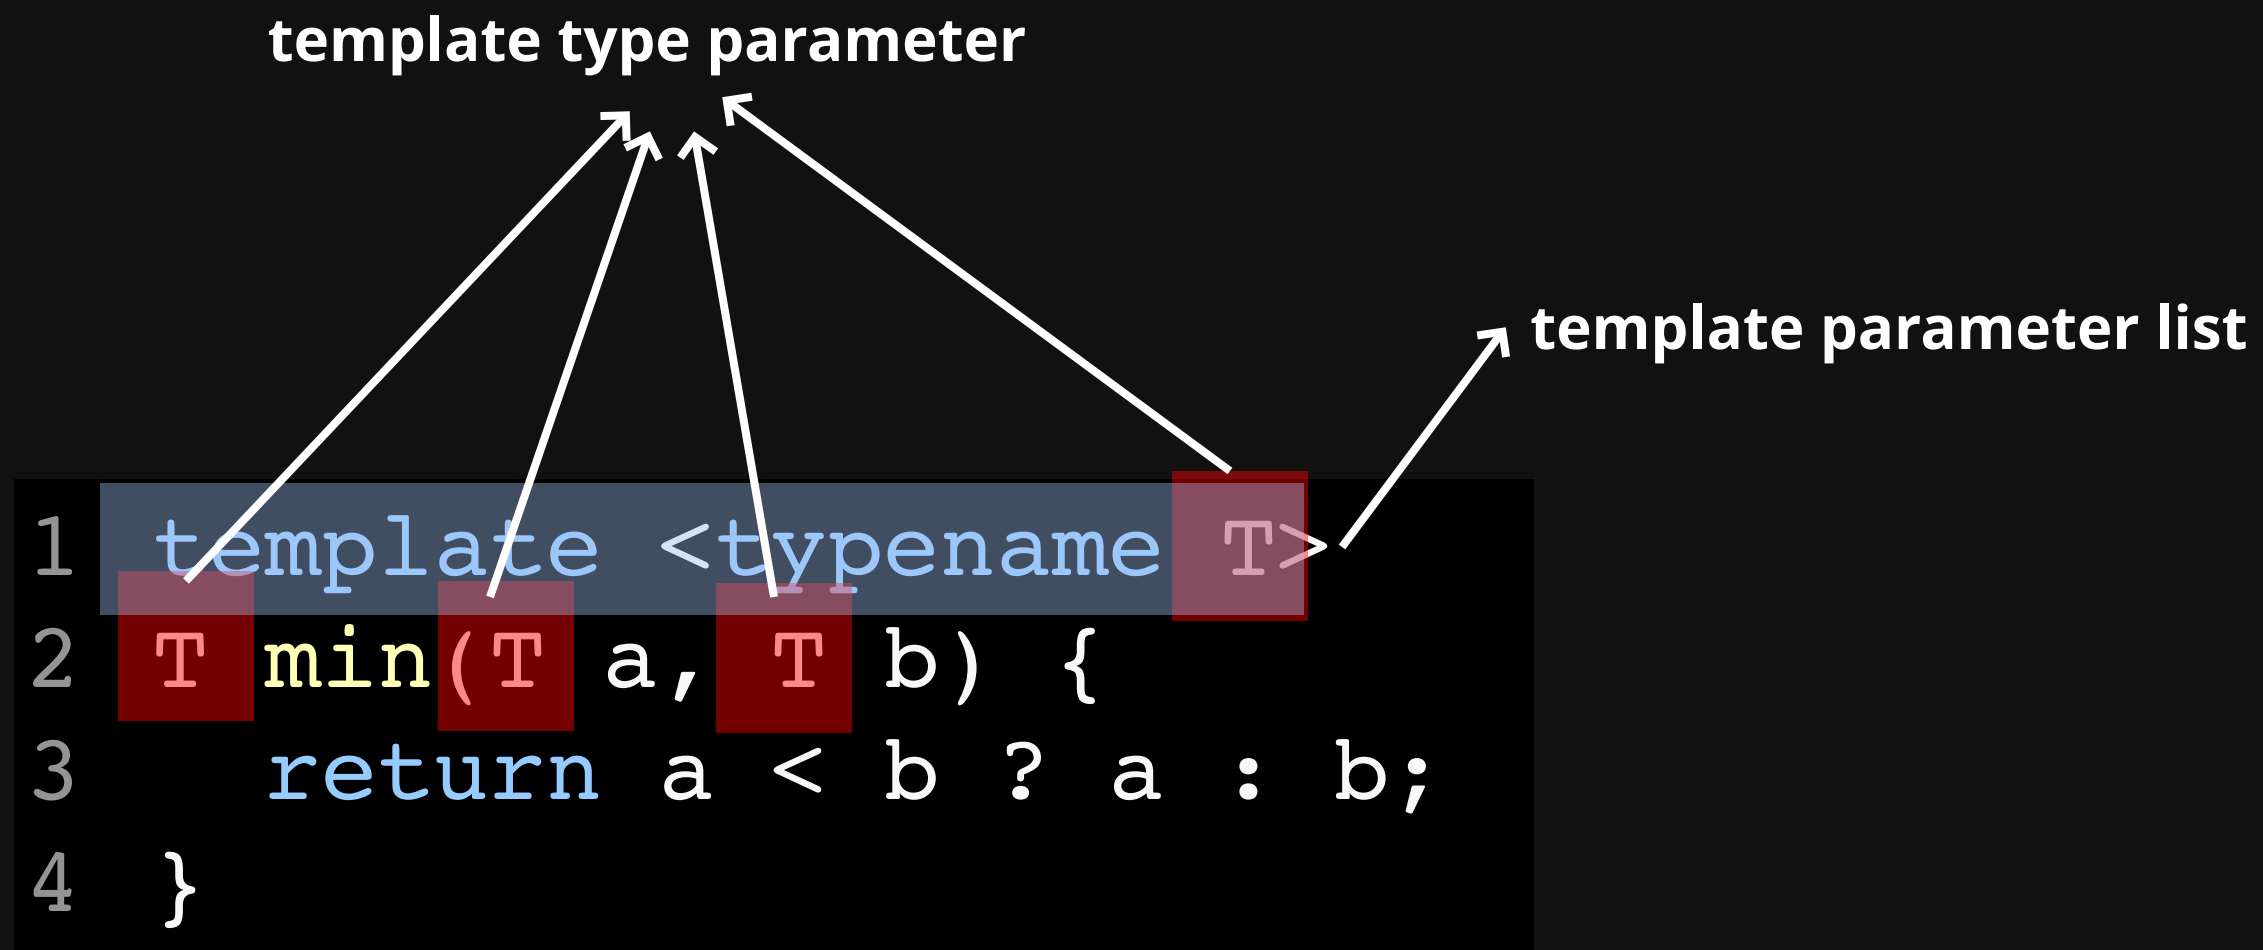 template type parameter
template parameter list
1 template <typename T>
2 T min(T a, T b) {
3 return a < b ? a : b;
4 }